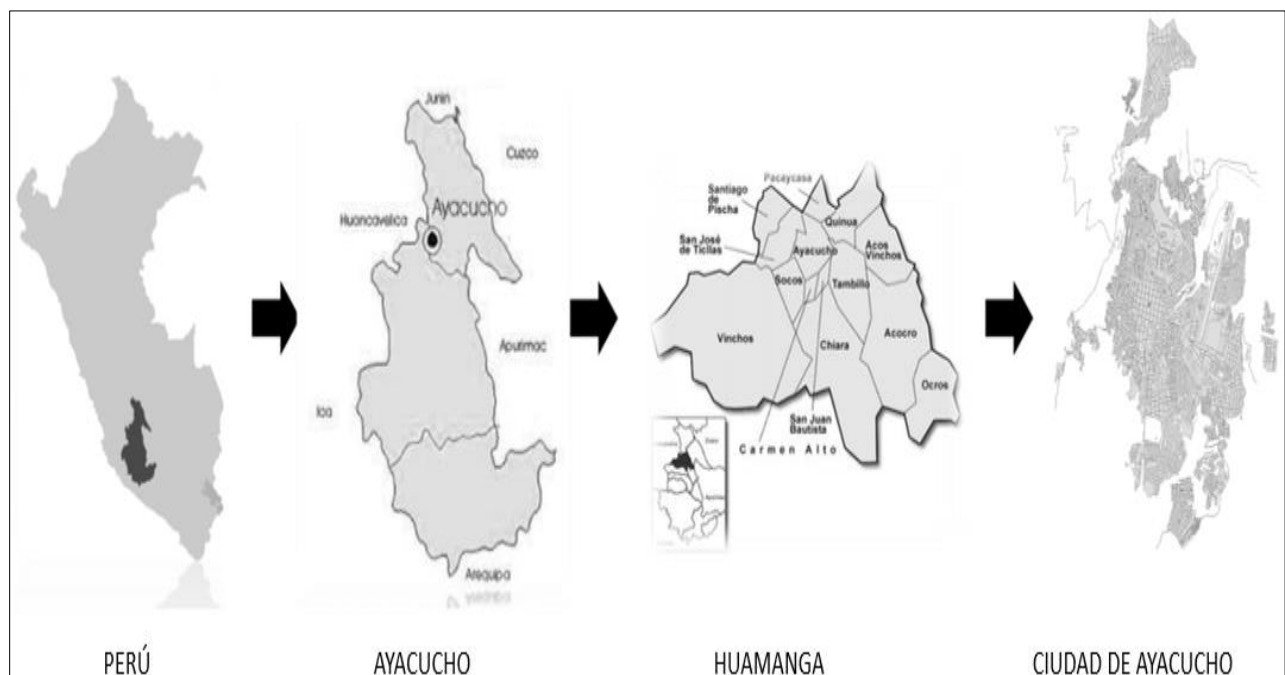 Junín
Cuzco
Huancavelica
Ayacucho
Apurimac
Ica
Arequipa
Pacaycasa
Santiago
de
Pischa
Quinua
San José
de Ticllas
Ayacucho
Acos
Vinchos
Socos
Tambillo
Vinchos
Chiara
Acocro
Ocros
San Juan
Bautista
Carmen Alto
PERÚ
AYACUCHO
HUAMANGA
CIUDAD DE AYACUCHO